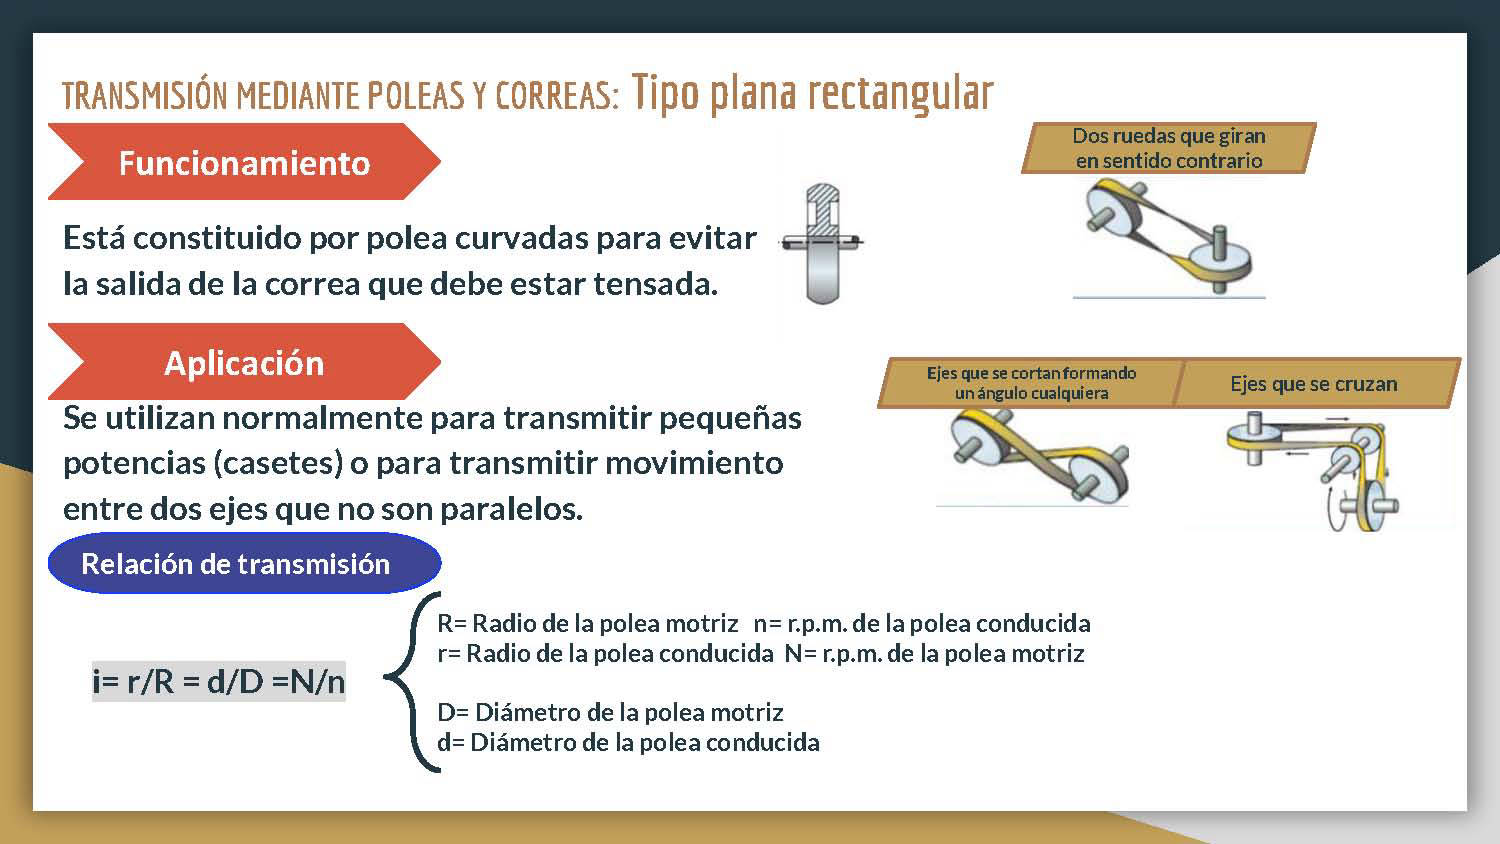 TRANSMISIÓN MEDIANTE POLEAS Y CORREAS: Tipo plana rectangular
Funcionamiento
Está constituido por polea curvadas para evitar
la salida de la correa que debe estar tensada.
Dos ruedas que giran
en sentido contrario
Aplicación
Se utilizan normalmente para transmitir pequeñas
potencias (casetes) o para transmitir movimiento
entre dos ejes que no son paralelos.
Ejes que se cortan formando
un ángulo cualquiera
Ejes que se cruzan
Relación de transmisión
i= r/R = d/D =N/n
R= Radio de la polea motriz n= r.p.m. de la polea conducida
r= Radio de la polea conducida N= r.p.m. de la polea motriz
D= Diámetro de la polea motriz
d= Diámetro de la polea conducida